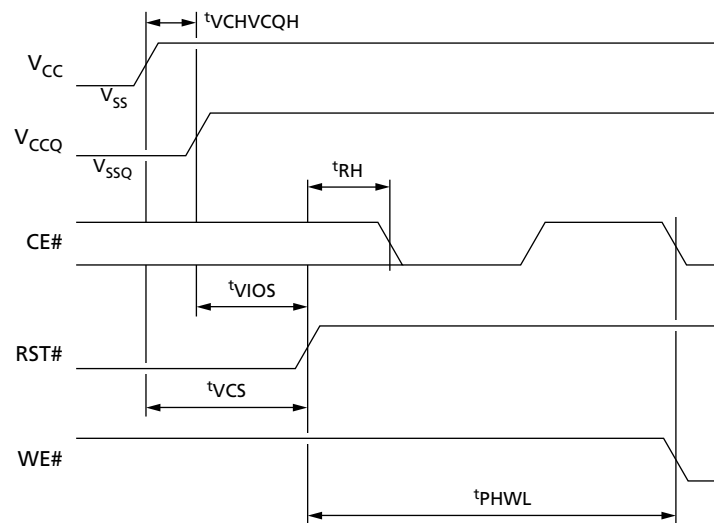 tVCHVCQH
VCC
VSS
VCCQ
VSSQ
tRH
CE#
tVIOS
RST#
tVCS
WE#
tPHWL